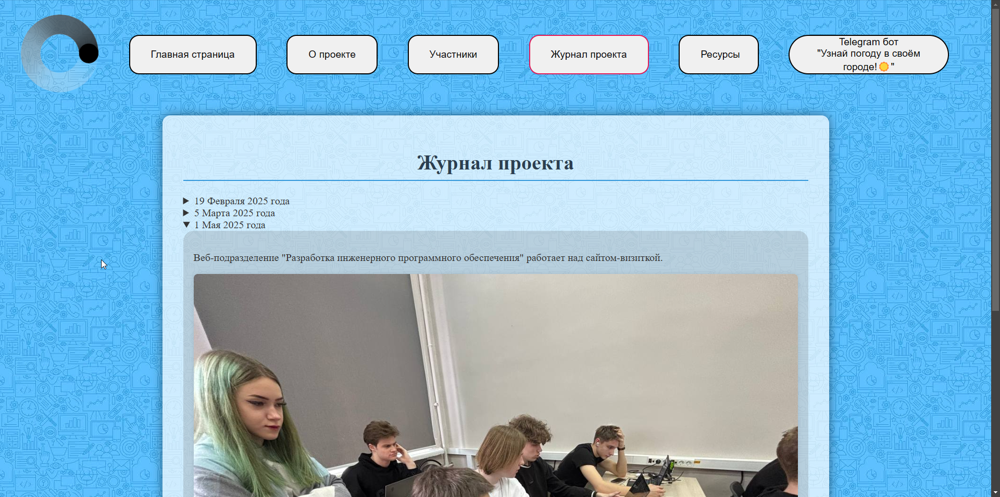 Главная страница
О проекте
Участники
Журнал проекта
Ресурсы
Telegram бот
"Узнай погоду в своём
городе!☀️"
Журнал проекта
19 Февраля 2025 года
5 Марта 2025 года
1 Мая 2025 года
Веб-подразделение "Разработка инженерного программного обеспечения" работает над сайтом-визиткой.